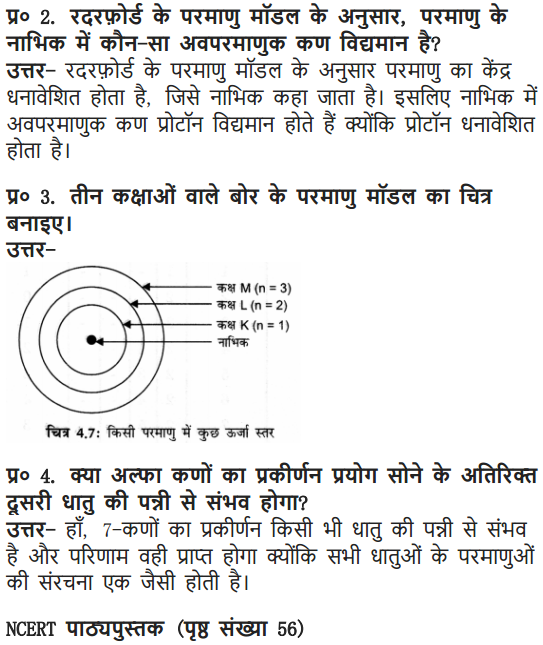 प्र० 2. रदरफ़ोर्ड के परमाणु मॉडल के अनुसार, परमाणु के
नाभिक में कौन-सा अवपरमाणुक कण विद्यमान है?
उत्तर- रदरफ़ोर्ड के परमाणु मॉडल के अनुसार परमाणु का केंद्र
धनावेशित होता है, जिसे नाभिक कहा जाता है। इसलिए नाभिक में
अवपरमाणुक कण प्रोटॉन विद्यमान होते हैं क्योंकि प्रोटॉन धनावेशित
होता है।
प्र० 3. तीन कक्षाओं वाले बोर के परमाणु मॉडल का चित्र
बनाइए।
उत्तर-
कक्ष M (n = 3)
कक्ष L (n = 2)
कक्ष K (n = 1)
नाभिक
चित्र 4.7: किसी परमाणु में कुछ ऊर्जा स्तर
प्र० 4. क्या अल्फा कणों का प्रकीर्णन प्रयोग सोने के अतिरिक्त
दूसरी धातु की पन्नी से संभव होगा?
उत्तर- हाँ, 7-कणों का प्रकीर्णन किसी भी धातु की पन्नी से संभव
है और परिणाम वही प्राप्त होगा क्योंकि सभी धातुओं के परमाणुओं
की संरचना एक जैसी होती है।
NCERT पाठ्यपुस्तक (पृष्ठ संख्या 56)